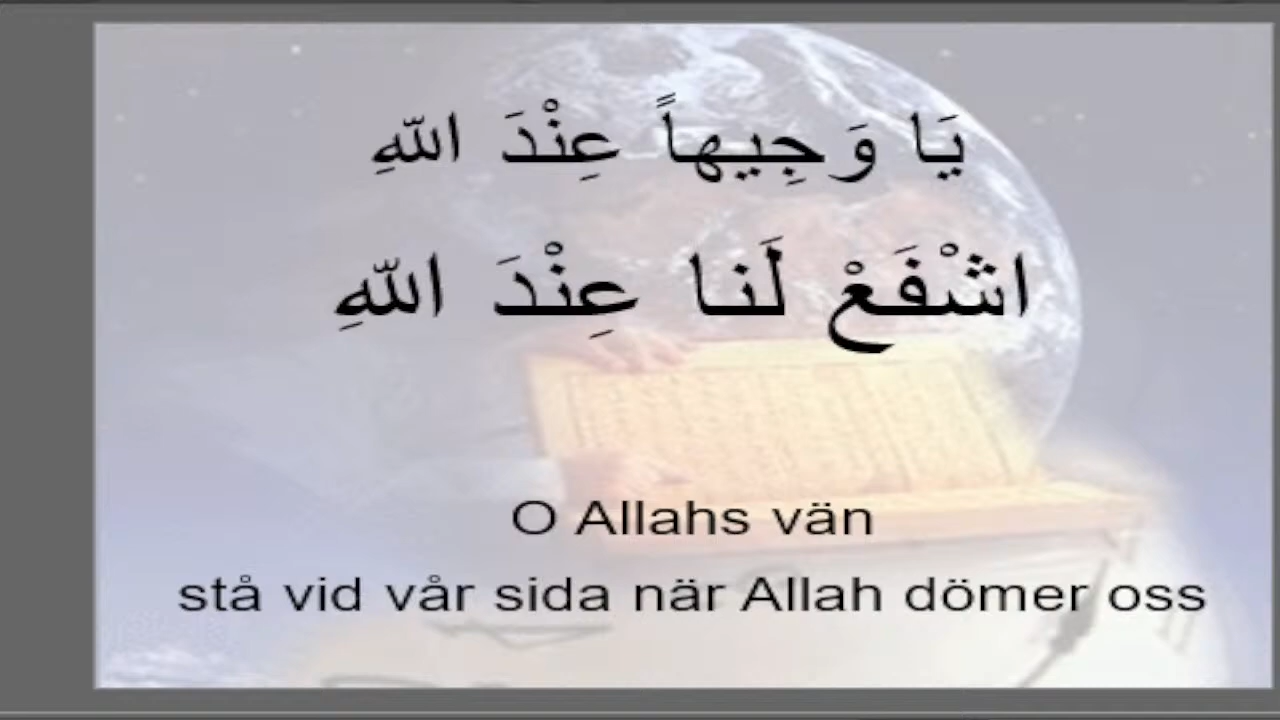 يَا وَجِيهاً عِنْدَ اللّهِ
اشْفَعْ لَنا عِنْدَ اللّهِ
O Allahs vän
stå vid vår sida när Allah dömer oss